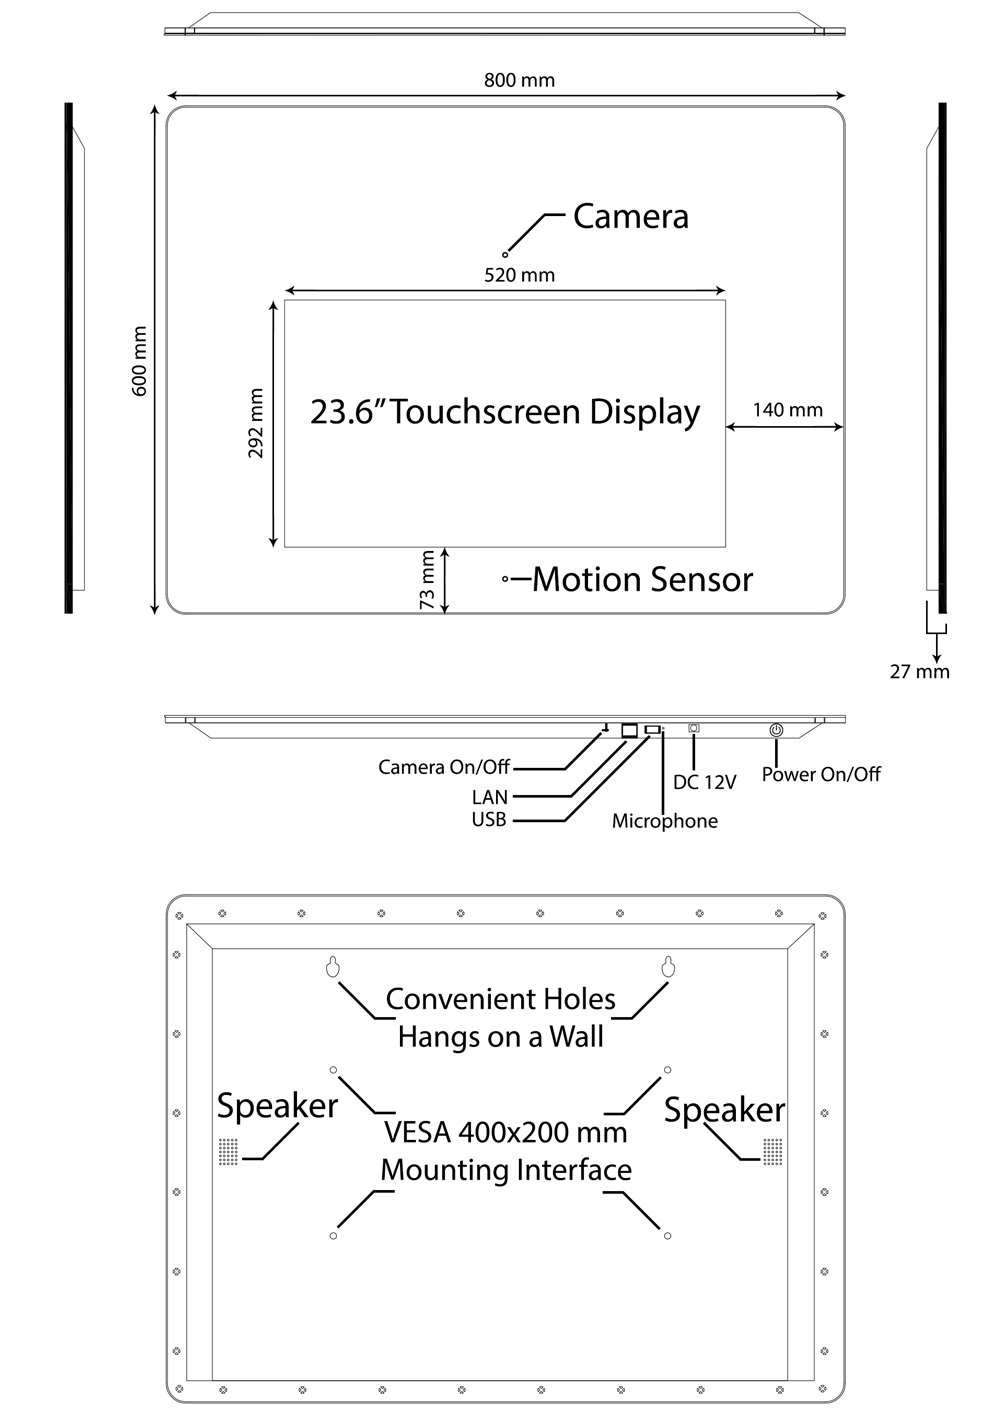 800 mm
Camera
520 mm
600 mm
292 mm
23.6” Touchscreen Display
140 mm
73 mm
Motion Sensor
27 mm
Camera On/Off
LAN
USB
Microphone
DC 12V
Power On/Off
Convenient Holes
Hangs on a Wall
Speaker
Speaker
VESA 400x200 mm
Mounting Interface